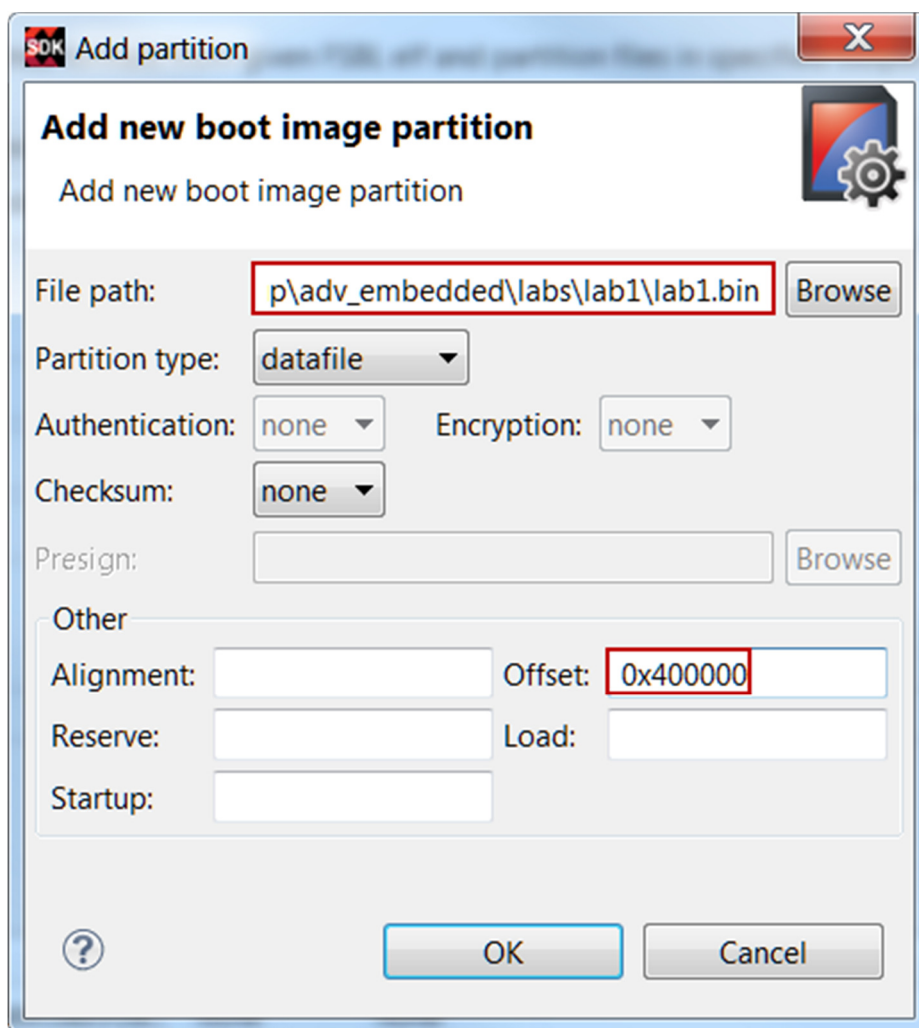 SDK Add partition
Add new boot image partition
Add new boot image partition
File path: p\adv_embedded\labs\lab1\lab1.bin Browse
Partition type: datafile
Authentication: none Encryption: none
Checksum: none
Presign: Browse
Other
Alignment: Offset: 0x400000
Reserve: Load:
Startup:
? OK Cancel